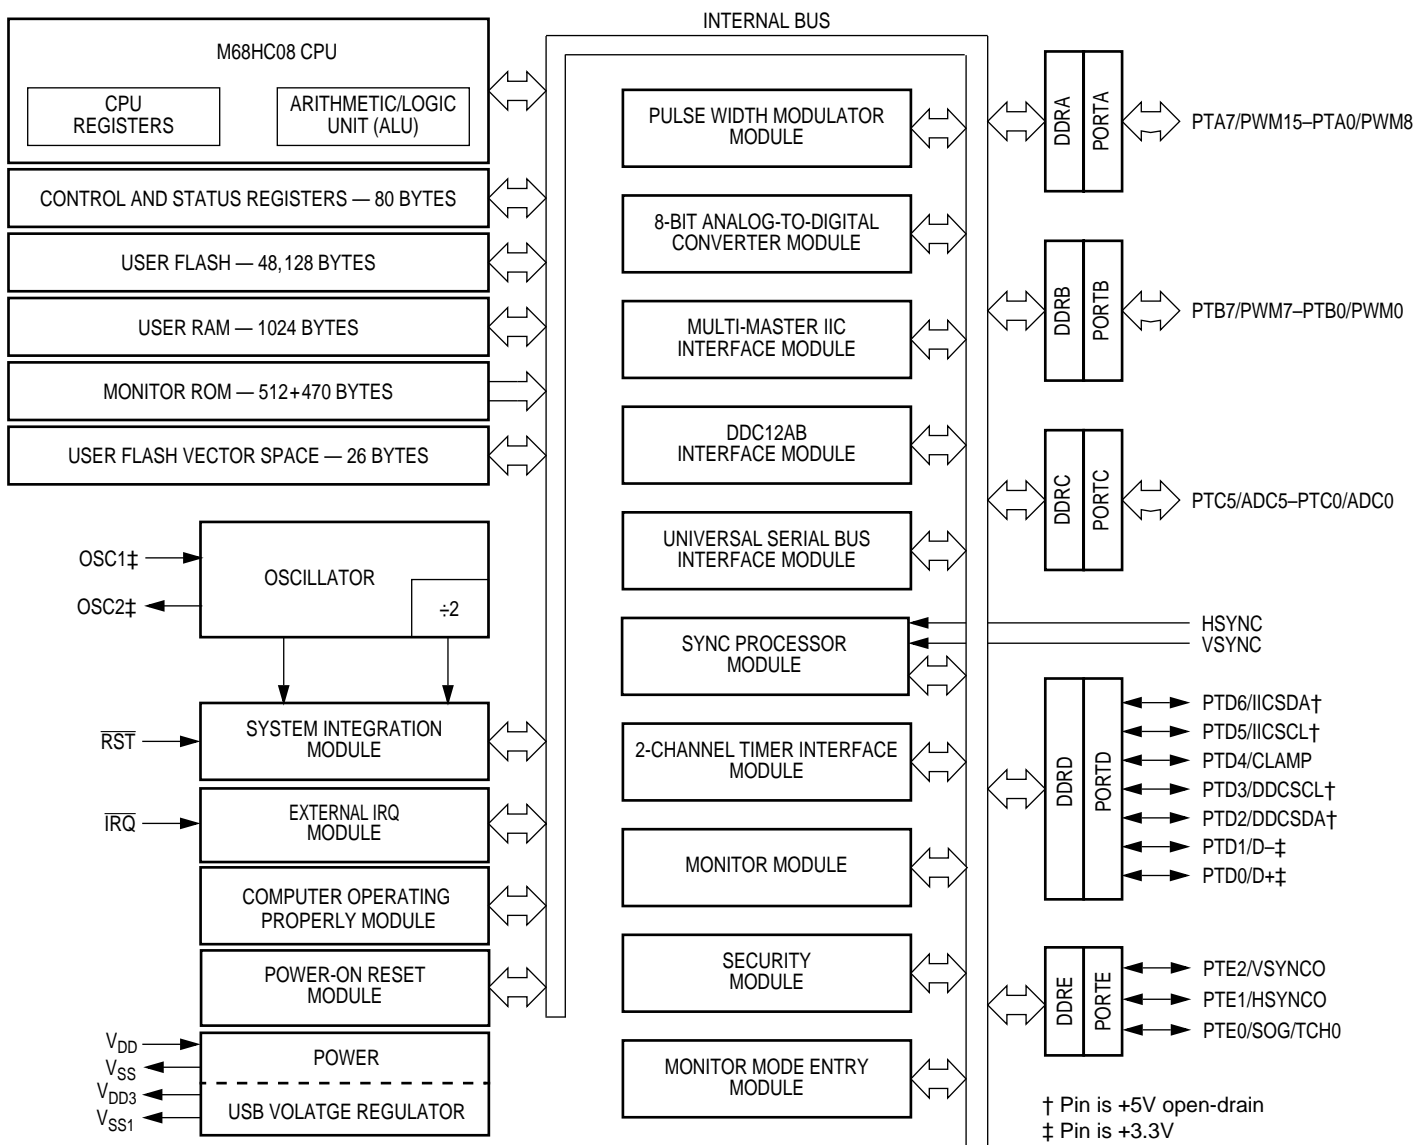 INTERNAL BUS
M68HC08 CPU
CPU
REGISTERS
ARITHMETIC/LOGIC
UNIT (ALU)
CONTROL AND STATUS REGISTERS — 80 BYTES
USER FLASH — 48,128 BYTES
USER RAM — 1024 BYTES
MONITOR ROM — 512+470 BYTES
USER FLASH VECTOR SPACE — 26 BYTES
OSC1‡
OSC2‡
OSCILLATOR
÷2
RST
SYSTEM INTEGRATION
MODULE
IRQ
EXTERNAL IRQ
MODULE
COMPUTER OPERATING
PROPERLY MODULE
POWER-ON RESET
MODULE
VDD
VSS
VDD3
VSS1
POWER
USB VOLATGE REGULATOR
PULSE WIDTH MODULATOR
MODULE
8-BIT ANALOG-TO-DIGITAL
CONVERTER MODULE
MULTI-MASTER IIC
INTERFACE MODULE
DDC12AB
INTERFACE MODULE
UNIVERSAL SERIAL BUS
INTERFACE MODULE
SYNC PROCESSOR
MODULE
2-CHANNEL TIMER INTERFACE
MODULE
MONITOR MODULE
SECURITY
MODULE
MONITOR MODE ENTRY
MODULE
DDRA
PORTA
PTA7/PWM15–PTA0/PWM8
DDRB
PORTB
PTB7/PWM7–PTB0/PWM0
DDRC
PORTC
PTC5/ADC5–PTC0/ADC0
HSYNC
VSYNC
DDRD
PORTD
PTD6/IICSDA†
PTD5/IICSCL†
PTD4/CLAMP
PTD3/DDCSCL†
PTD2/DDCSDA†
PTD1/D–‡
PTD0/D+‡
DDRE
PORTE
PTE2/VSYNCO
PTE1/HSYNCO
PTE0/SOG/TCH0
† Pin is +5V open-drain
‡ Pin is +3.3V